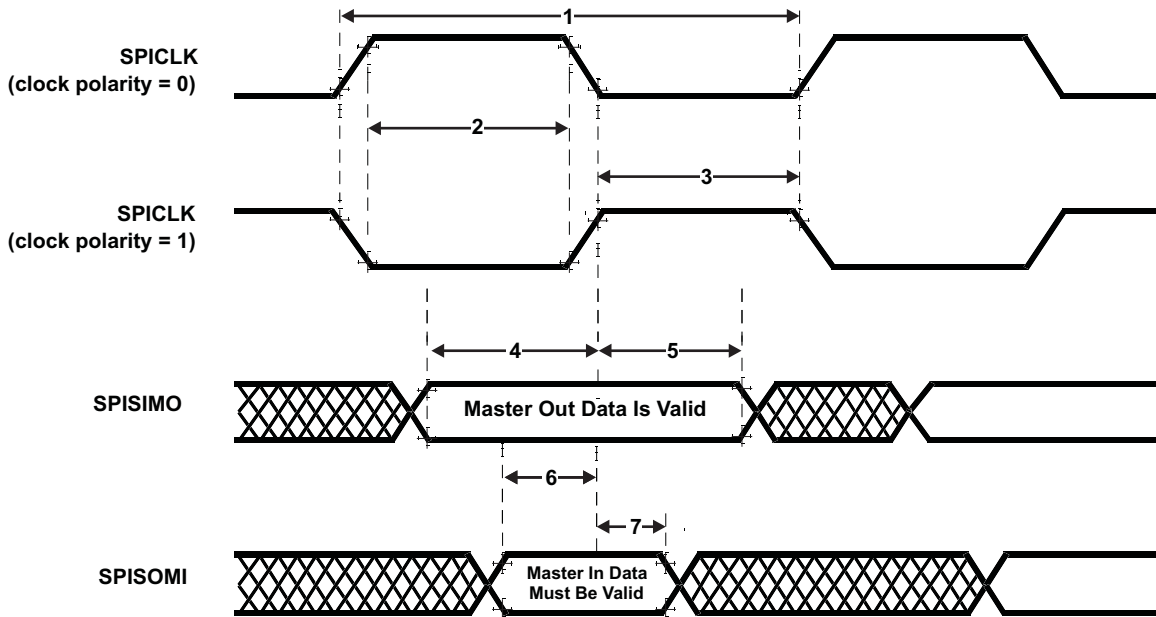 1
SPICLK
(clock polarity = 0)
2
3
SPICLK
(clock polarity = 1)
4
5
SPISIMO
Master Out Data Is Valid
6
7
SPISOMI
Master In Data
Must Be Valid